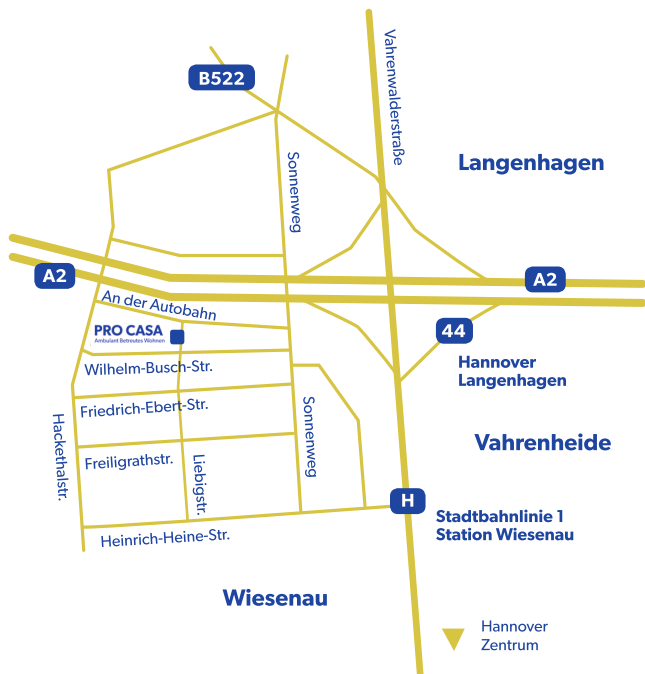 Vahrenwalderstraße
B522
Langenhagen
Sonnenweg
A2
A2
An der Autobahn
PRO CASA
Ambulant Betreutes Wohnen
44
Hannover
Langenhagen
Wilhelm-Busch-Str.
Friedrich-Ebert-Str.
Hackethalstr.
Sonnenweg
Vahrenheide
Freiligrathstr.
Liebigstr.
H
Stadtbahnlinie 1
Station Wiesenau
Heinrich-Heine-Str.
Wiesenau
Hannover
Zentrum